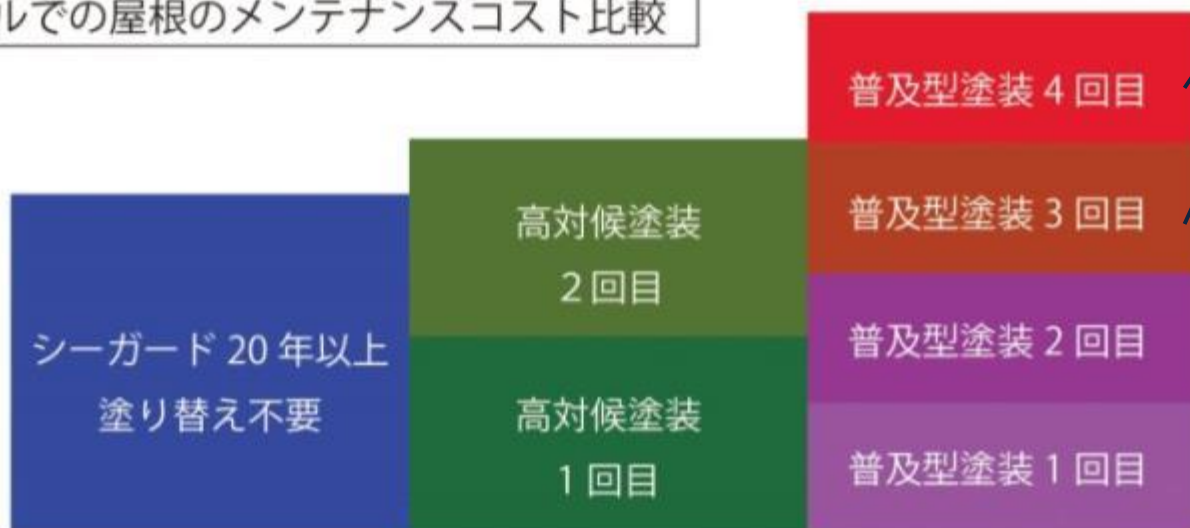 ルでの屋根のメンテナンスコスト比較
シーガード 20 年以上
塗り替え不要
高対候塗装
2 回目
高対候塗装
1 回目
普及型塗装 4 回目
普及型塗装 3 回目
普及型塗装 2 回目
普及型塗装 1 回目